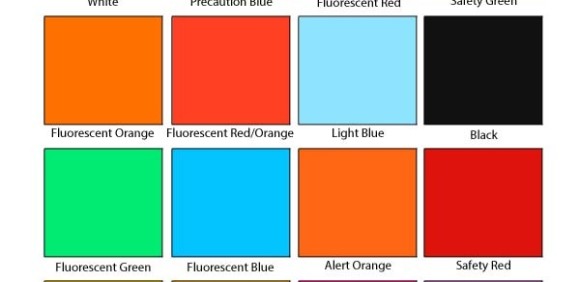 White Precaution Blue Fluorescent Red Safety Green
Fluorescent Orange Fluorescent Red/Orange Light Blue Black
Fluorescent Green Fluorescent Blue Alert Orange Safety Red